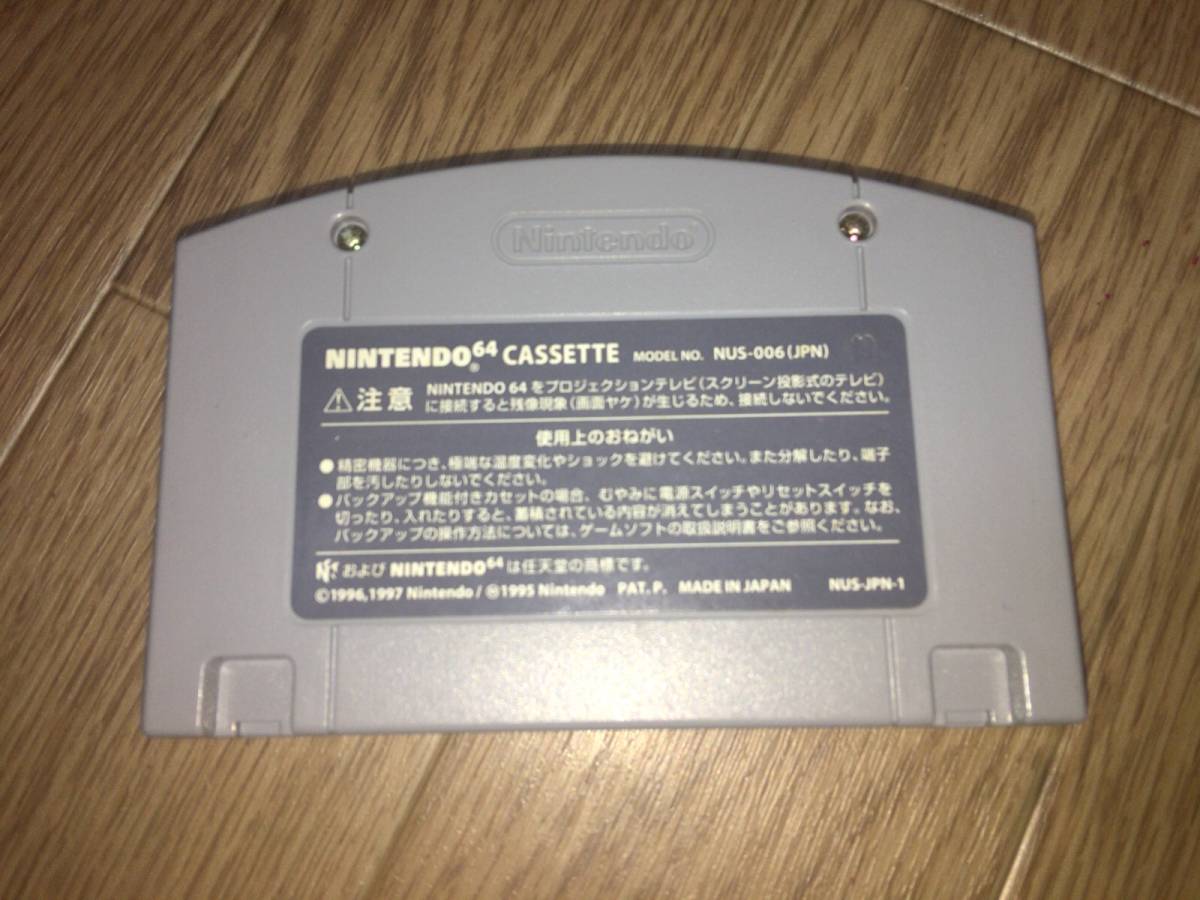 Nintendo
NINTENDO64 CASSETTE MODEL NO. NUS-006(JPN)
⚠注意 NINTENDO 64をプロジェクションテレビ(スクリーン投影式のテレビ)
に接続すると残像現象(画面ヤケ)が生じるため、接続しないでください。
使用上のおねがい
●精密機器につき、極端な温度変化やショックを避けてください。また分解したり、端子
部を汚したりしないでください。
●バックアップ機能付きカセットの場合、むやみに電源スイッチやリセットスイッチを
切ったり、入れたりすると、蓄積されている内容が消えてしまうことがあります。なお、
バックアップの操作方法については、ゲームソフトの取扱説明書をご参照ください。
および NINTENDO64は任天堂の商標です。
©1996,1997 Nintendo / Ⓜ1995 Nintendo PAT. P. MADE IN JAPAN NUS-JPN-1